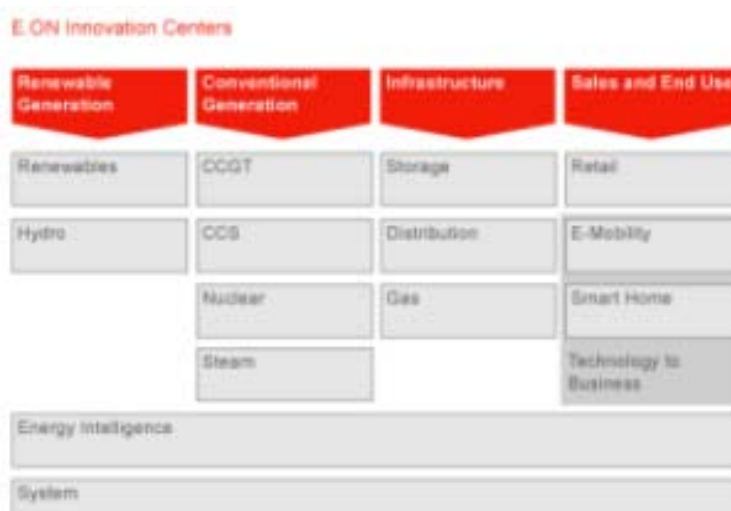 E.ON Innovation Centers
Renewable
Generation
Conventional
Generation
Infrastructure
Sales and End Use
Renewables
CCGT
Storage
Retail
Hydro
CCS
Distribution
E-Mobility
Nuclear
Gas
Smart Home
Steam
Technology to
Business
Energy Intelligence
System